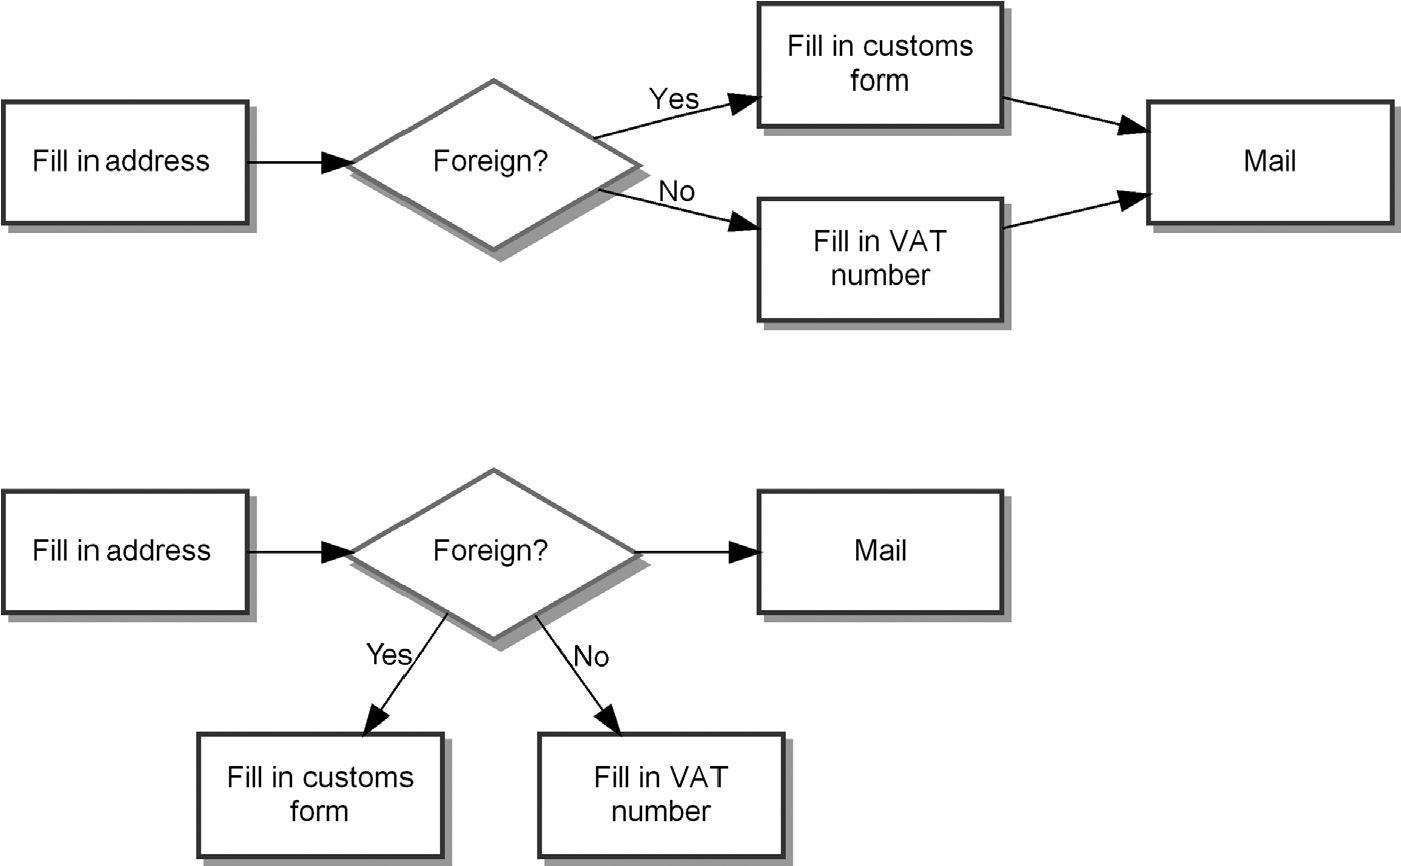 Fill in address
Foreign?
Yes
No
Fill in customs
form
Fill in VAT
number
Mail
Fill in address
Foreign?
Mail
Yes
No
Fill in customs
form
Fill in VAT
number